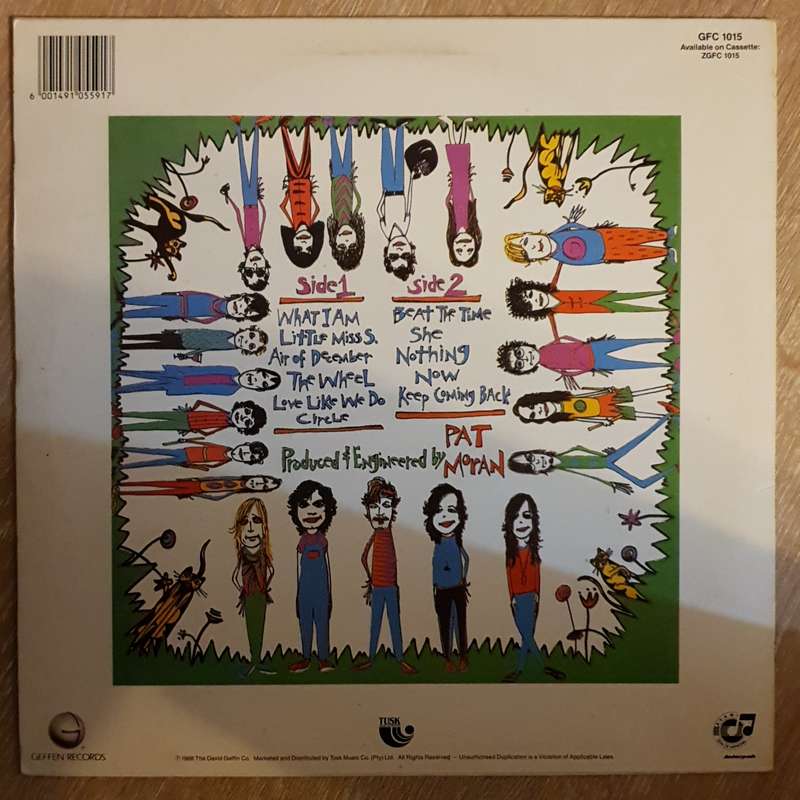 GFC 1015
Available on Cassette:
ZGFC 1015
6 001491 055917
Side 1
WHAT I AM
LITTLE MISS S.
Air of December
THE WHEEL
LOVE LIKE WE DO
CIRCLE
Side 2
BEAT THE TIME
She
NOTHING
NOW
KEEP COMING BACK
Produced & Engineered by PAT MORAN
GEFFEN RECORDS
TUSK
℗ 1988 The David Geffen Co. Marketed and Distributed by Tusk Music Co. (Pty) Ltd. All Rights Reserved — Unauthorised Duplication is a Violation of Applicable Laws.